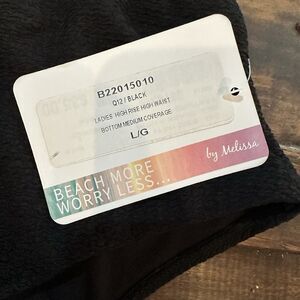 B22015010
Q12 / BLACK
LADIES' HIGH RISE HIGH WAIST
BOTTOM MEDIUM COVERAGE
L/G
BEACH MORE
WORRY LESS...
by Melissa